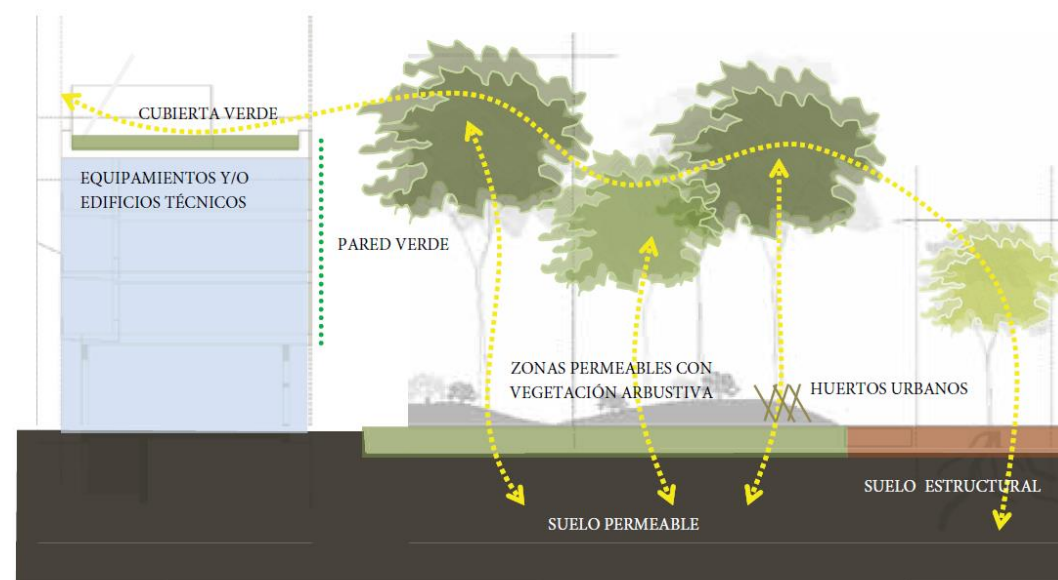 CUBIERTA VERDE
EQUIPAMIENTOS Y/O
EDIFICIOS TÉCNICOS
PARED VERDE
ZONAS PERMEABLES CON
VEGETACIÓN ARBUSTIVA
HUERTOS URBANOS
SUELO ESTRUCTURAL
SUELO PERMEABLE